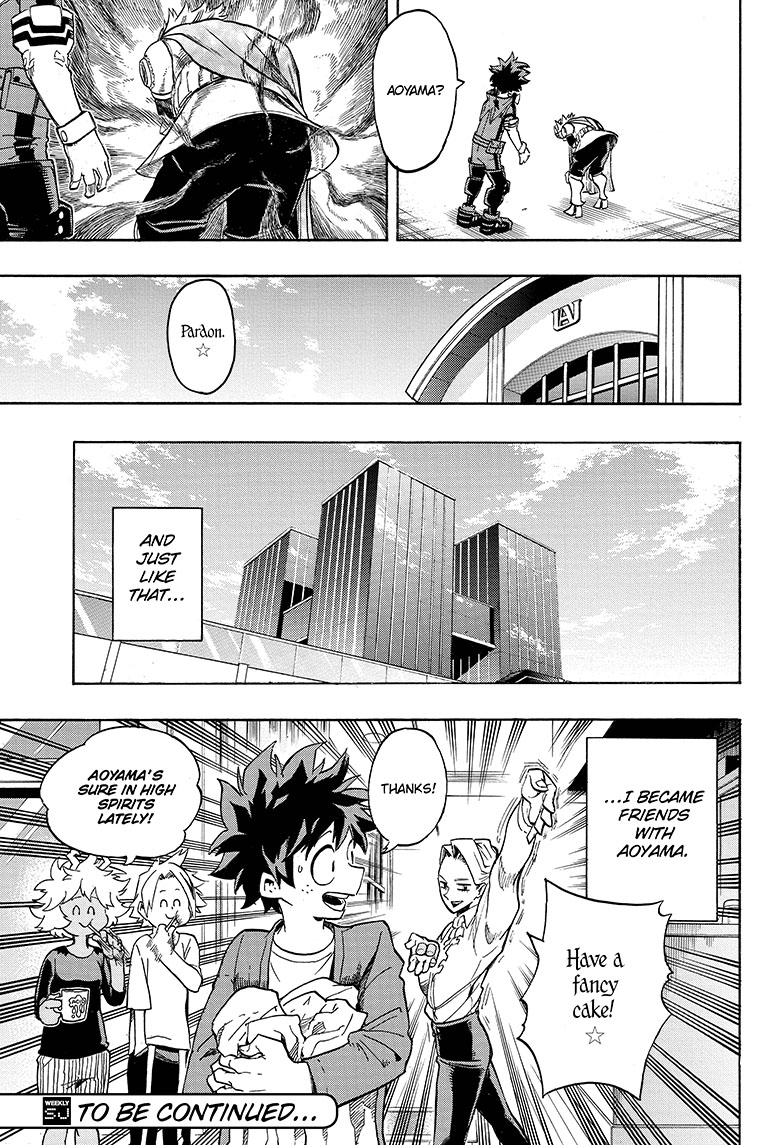 AOYAMA?
UA
Pardon.
☆
AND
JUST
LIKE
THAT...
...I BECAME
FRIENDS
WITH
AOYAMA.
Have a
fancy
cake!
☆
THANKS!
AOYAMA'S
SURE IN HIGH
SPIRITS
LATELY!
WEEKLY
SJ
TO BE CONTINUED...